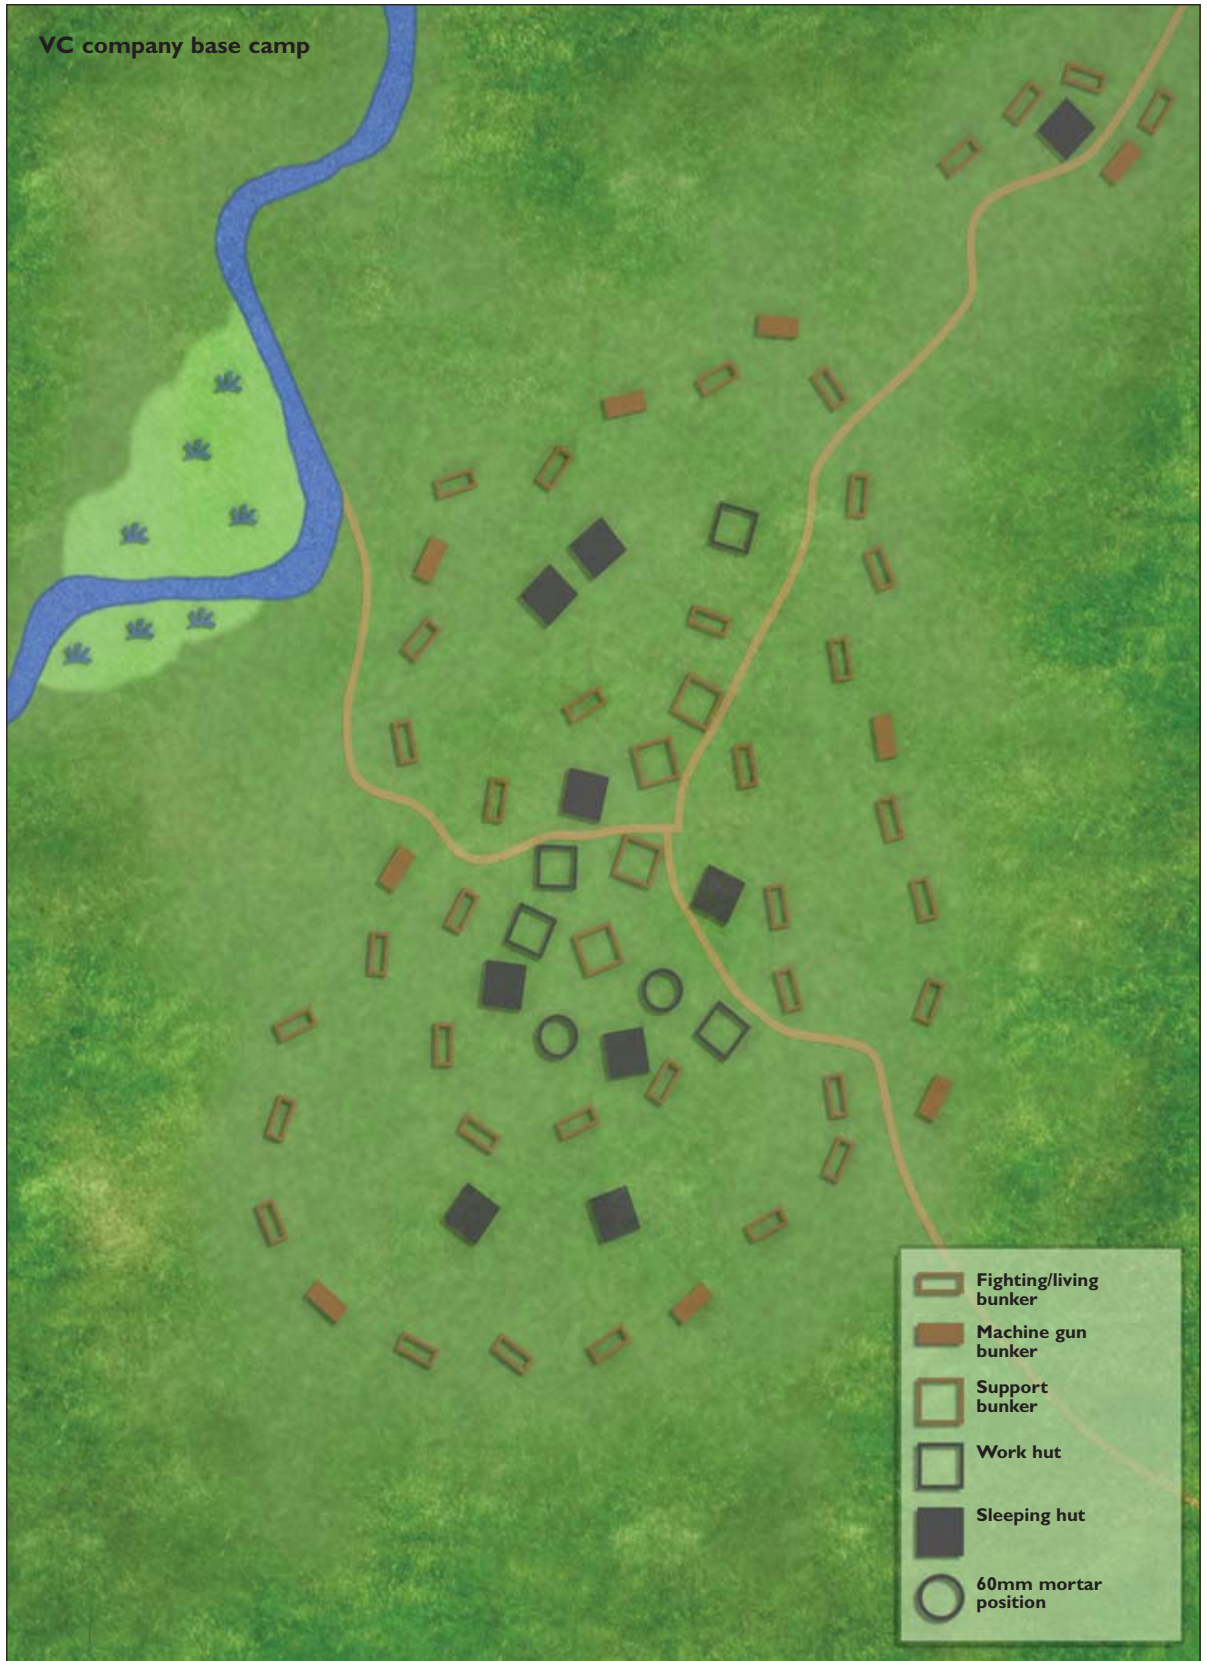 VC company base camp
Fighting/living
bunker
Machine gun
bunker
Support
bunker
Work hut
Sleeping hut
60mm mortar
position